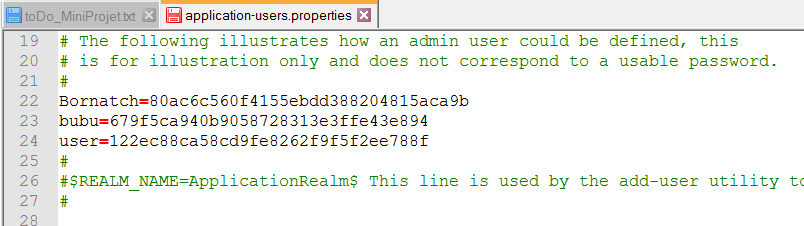 toDo_MiniProjet.txt application-users.properties
19 # The following illustrates how an admin user could be defined, this
20 # is for illustration only and does not correspond to a usable password.
21 #
22 Bornatch=80ac6c560f4155ebdd388204815aca9b
23 bubu=679f5ca940b9058728313e3ffe43e894
24 user=122ec88ca58cd9fe8262f9f5f2ee788f
25 #
26 #$REALM_NAME=ApplicationRealm$ This line is used by the add-user utility to
27 #
28